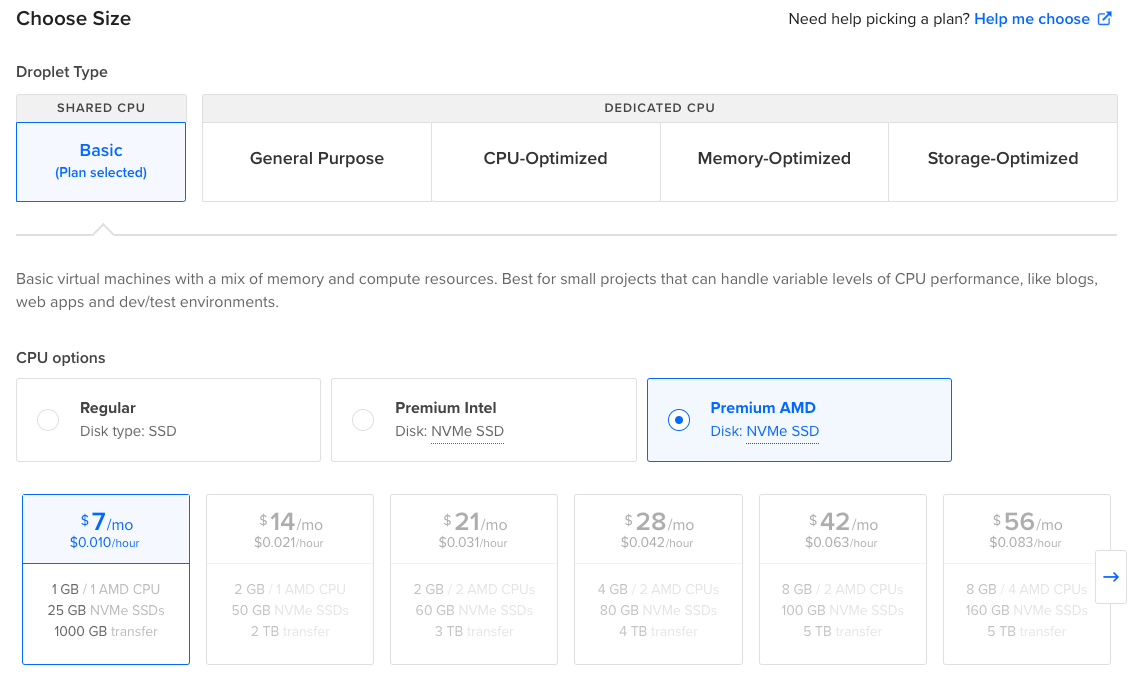 Choose Size
Need help picking a plan? Help me choose
Droplet Type
SHARED CPU
DEDICATED CPU
Basic
(Plan selected)
General Purpose
CPU-Optimized
Memory-Optimized
Storage-Optimized
Basic virtual machines with a mix of memory and compute resources. Best for small projects that can handle variable levels of CPU performance, like blogs,
web apps and dev/test environments.
CPU options
Regular
Disk type: SSD
Premium Intel
Disk: NVMe SSD
Premium AMD
Disk: NVMe SSD
$7/mo
$0.010/hour
1 GB / 1 AMD CPU
25 GB NVMe SSDs
1000 GB transfer
$14/mo
$0.021/hour
2 GB / 1 AMD CPU
50 GB NVMe SSDs
2 TB transfer
$21/mo
$0.031/hour
2 GB / 2 AMD CPUs
60 GB NVMe SSDs
3 TB transfer
$28/mo
$0.042/hour
4 GB / 2 AMD CPUs
80 GB NVMe SSDs
4 TB transfer
$42/mo
$0.063/hour
8 GB / 2 AMD CPUs
100 GB NVMe SSDs
5 TB transfer
$56/mo
$0.083/hour
8 GB / 4 AMD CPUs
160 GB NVMe SSDs
5 TB transfer